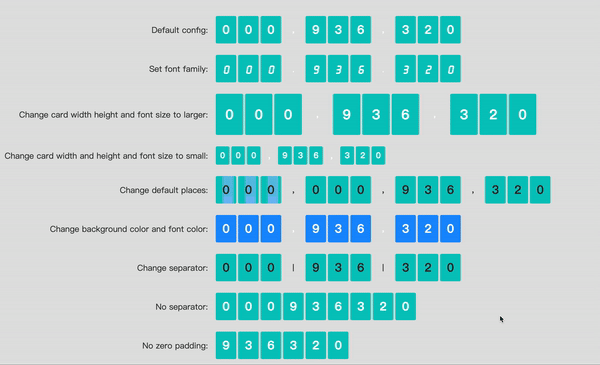 Default config: 0 0 0 , 9 3 6 , 3 2 0
Set font family: 0 0 0 , 9 3 6 , 3 2 0
Change card width height and font size to larger: 0 0 0 , 9 3 6 , 3 2 0
Change card width and height and font size to small: 0 0 0 , 9 3 6 , 3 2 0
Change default places: 0 0 0 , 0 0 0 , 9 3 6 , 3 2 0
Change background color and font color: 0 0 0 , 9 3 6 , 3 2 0
Change separator: 0 0 0 | 9 3 6 | 3 2 0
No separator: 0 0 0 9 3 6 3 2 0
No zero padding: 9 3 6 3 2 0